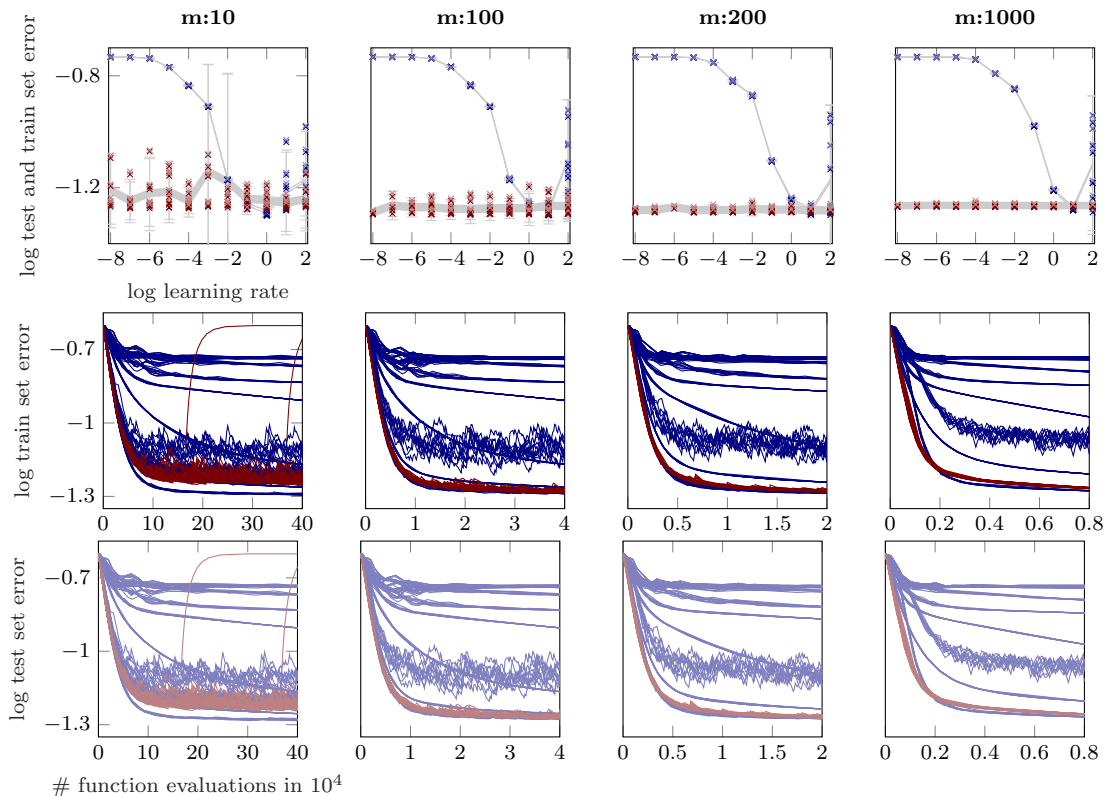 m:10 m:100 m:200 m:1000
log test and train set error
−0.8
−1.2
−8 −6 −4 −2 0 2 −8 −6 −4 −2 0 2 −8 −6 −4 −2 0 2 −8 −6 −4 −2 0 2
log learning rate
log train set error
−0.7
−1
−1.3
0 10 20 30 40 0 1 2 3 4 0 0.5 1 1.5 2 0 0.2 0.4 0.6 0.8
log test set error
−0.7
−1
−1.3
0 10 20 30 40 0 1 2 3 4 0 0.5 1 1.5 2 0 0.2 0.4 0.6 0.8
# function evaluations in 10⁴